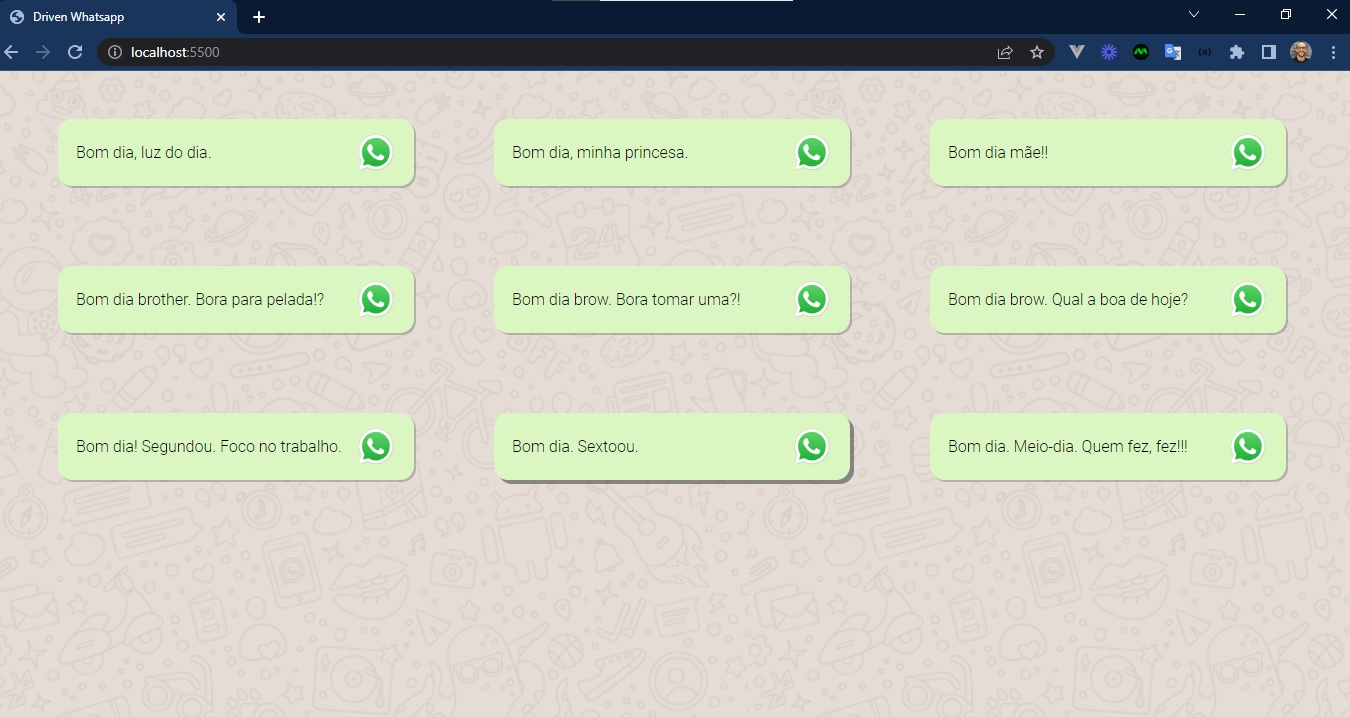 Driven Whatsapp
localhost:5500
Bom dia, luz do dia.
Bom dia, minha princesa.
Bom dia mãe!!
Bom dia brother. Bora para pelada!?
Bom dia brow. Bora tomar uma?!
Bom dia brow. Qual a boa de hoje?
Bom dia! Segundou. Foco no trabalho.
Bom dia. Sextoou.
Bom dia. Meio-dia. Quem fez, fez!!!